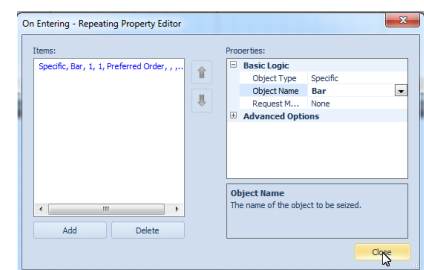 On Entering - Repeating Property Editor
Items:
Specific, Bar, 1, 1, Preferred Order, , ,...
Add
Delete
Properties:
Basic Logic
Object Type Specific
Object Name Bar
Request M... None
Advanced Options
Object Name
The name of the object to be seized.
Close